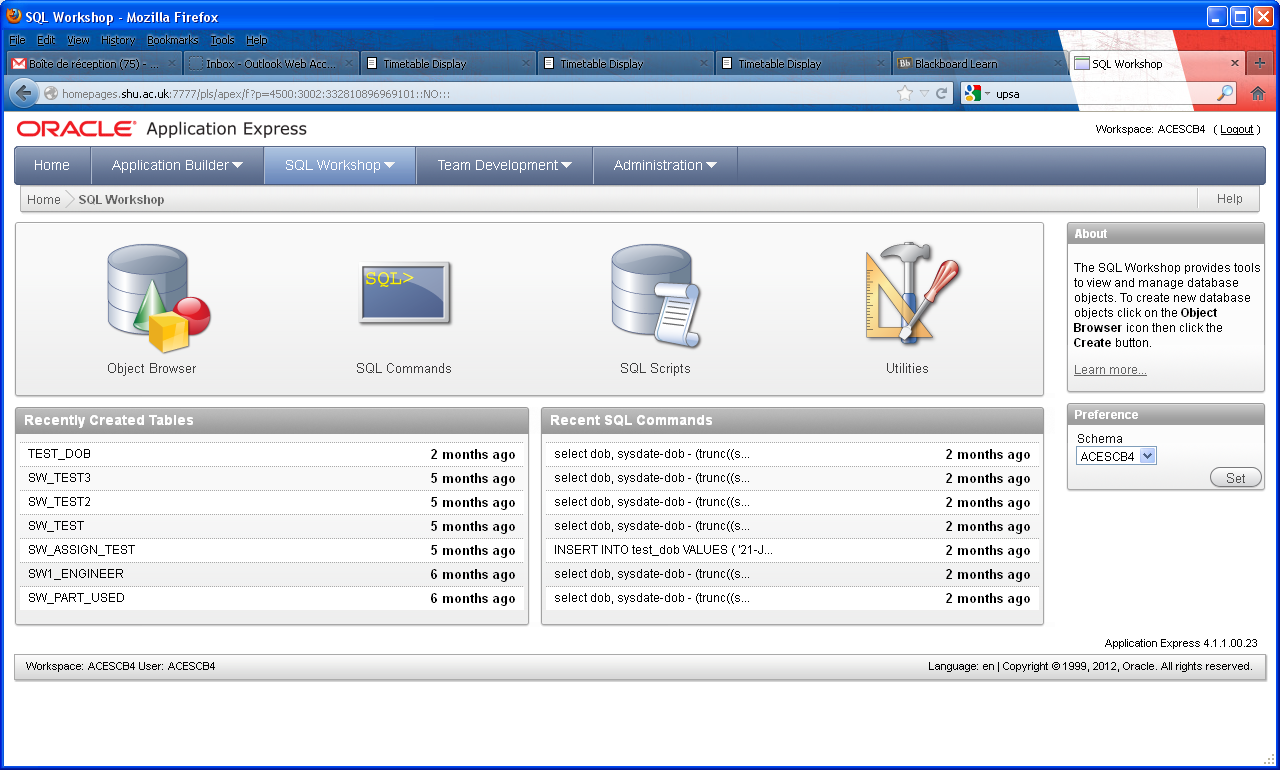 SQL Workshop - Mozilla Firefox
File Edit View History Bookmarks Tools Help
Boîte de réception (75) - ... Inbox - Outlook Web Acc... Timetable Display Timetable Display Timetable Display Blackboard Learn SQL Workshop
homepages.shu.ac.uk:7777/pls/apex/f?p=4500:3002:332810896969101::NO::: upsa
ORACLE Application Express
Workspace: ACESCB4 ( Logout )
Home Application Builder SQL Workshop Team Development Administration
Home SQL Workshop Help
SQL>
Object Browser SQL Commands SQL Scripts Utilities
About
The SQL Workshop provides tools
to view and manage database
objects. To create new database
objects click on the Object
Browser icon then click the
Create button.
Learn more...
Recently Created Tables
TEST_DOB 2 months ago
SW_TEST3 5 months ago
SW_TEST2 5 months ago
SW_TEST 5 months ago
SW_ASSIGN_TEST 5 months ago
SW1_ENGINEER 6 months ago
SW_PART_USED 6 months ago
Recent SQL Commands
select dob, sysdate-dob - (trunc((s... 2 months ago
select dob, sysdate-dob - (trunc((s... 2 months ago
select dob, sysdate-dob - (trunc((s... 2 months ago
select dob, sysdate-dob - (trunc((s... 2 months ago
INSERT INTO test_dob VALUES ( '21-J... 2 months ago
select dob, sysdate-dob - (trunc((s... 2 months ago
select dob, sysdate-dob - (trunc((s... 2 months ago
Preference
Schema
ACESCB4
Set
Application Express 4.1.1.00.23
Workspace: ACESCB4 User: ACESCB4
Language: en | Copyright © 1999, 2012, Oracle. All rights reserved.